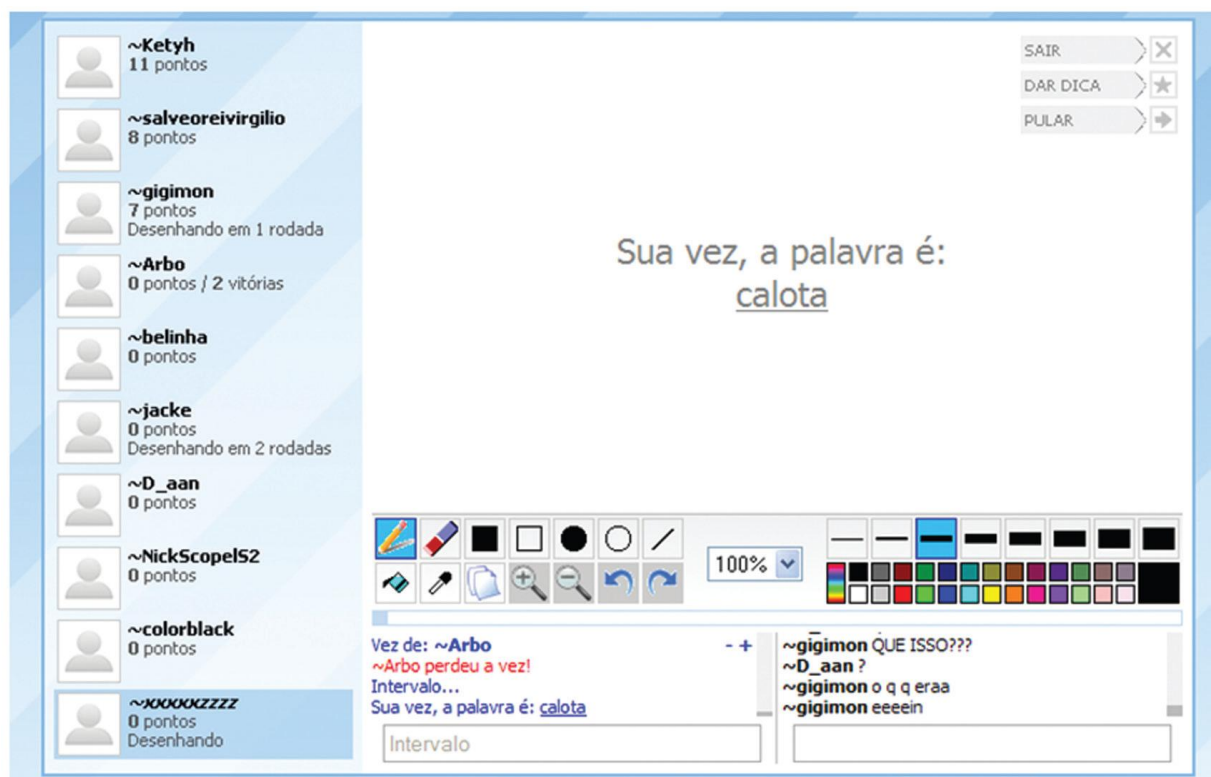 ~Ketyh
11 pontos
~salveoreivirgilio
8 pontos
~gigimon
7 pontos
Desenhando em 1 rodada
~Arbo
0 pontos / 2 vitórias
~belinha
0 pontos
~jacke
0 pontos
Desenhando em 2 rodadas
~D_aan
0 pontos
~NickScopelS2
0 pontos
~colorblack
0 pontos
~xxxxxzzzz
0 pontos
Desenhando
SAIR
DAR DICA
PULAR
Sua vez, a palavra é:
calota
100%
Vez de: ~Arbo - +
~Arbo perdeu a vez!
Intervalo...
Sua vez, a palavra é: calota
Intervalo
~gigimon QUE ISSO???
~D_aan ?
~gigimon o q q eraa
~gigimon eeeein